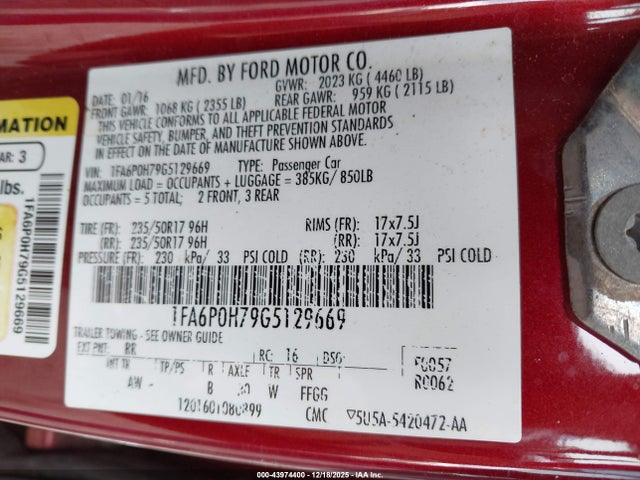 MFD. BY FORD MOTOR CO.
DATE: 01/16 GVWR: 2023 KG ( 4460 LB)
FRONT GAWR: 1068 KG ( 2355 LB) REAR GAWR: 959 KG ( 2115 LB)
THIS VEHICLE CONFORMS TO ALL APPLICABLE FEDERAL MOTOR
VEHICLE SAFETY, BUMPER, AND THEFT PREVENTION STANDARDS
IN EFFECT ON THE DATE OF MANUFACTURE SHOWN ABOVE.
VIN: 1FA6P0H79G5129669 TYPE: Passenger Car
MAXIMUM LOAD = OCCUPANTS + LUGGAGE = 385KG/ 850LB
OCCUPANTS = 5 TOTAL; 2 FRONT, 3 REAR
TIRE (FR): 235/50R17 96H RIMS (FR): 17x7.5J
(RR): 235/50R17 96H (RR): 17x7.5J
PRESSURE (FR): 230 kPa/ 33 PSI COLD (RR): 230 kPa/ 33 PSI COLD
1FA6P0H79G5129669
TRAILER TOWING - SEE OWNER GUIDE
EXT PNT: RR RC: 16 DSO: F0057
INT TR TP/PS R AXLE TR SPR R0062
AW B W FFGG
CMC 5U5A-5420472-AA
MATION
AR: 3
lbs.
1FA6P0H79G5129669
000-43974400 - 12/18/2025 - IAAI.COM